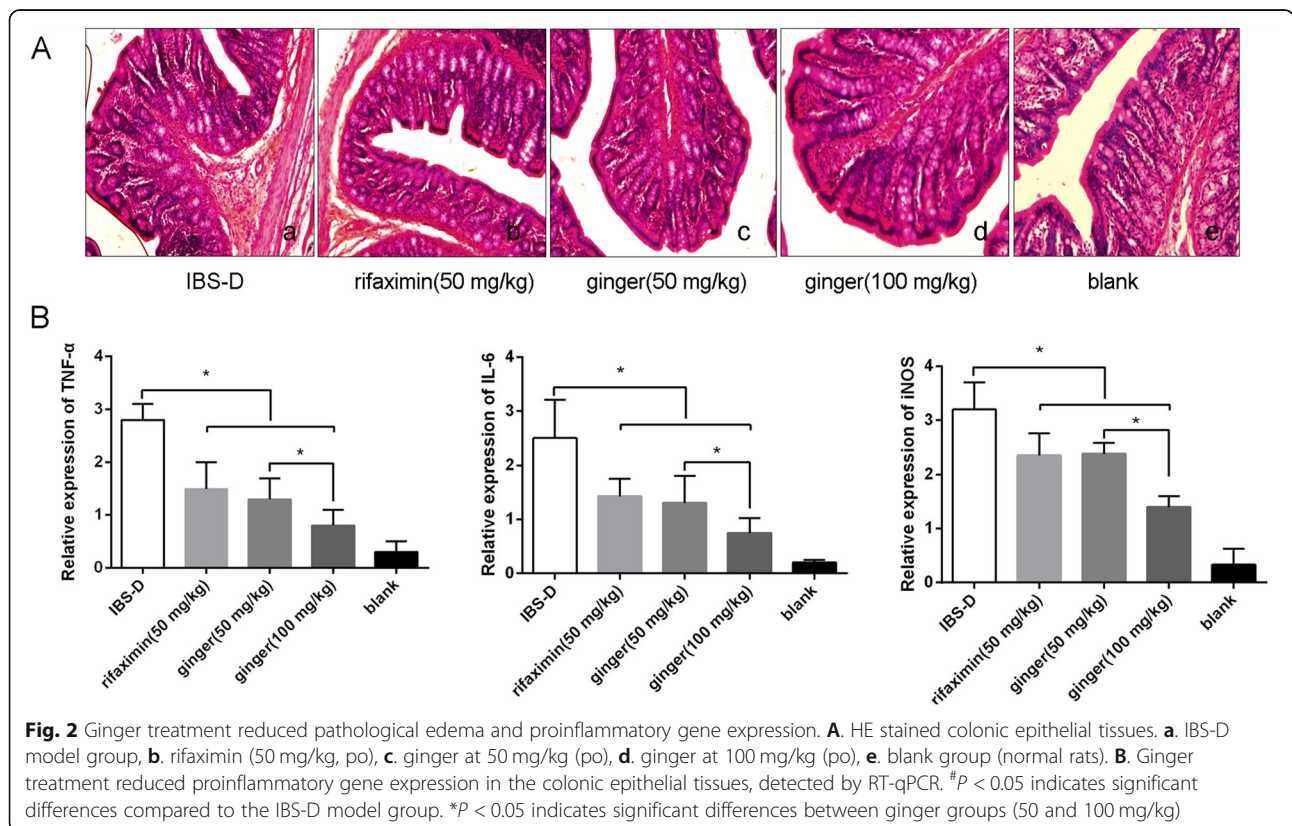 A
a
b
c
d
e
IBS-D
rifaximin(50 mg/kg)
ginger(50 mg/kg)
ginger(100 mg/kg)
blank
B
Relative expression of TNF-α
4
3
2
1
0
*
*
IBS-D
rifaximin(50 mg/kg)
ginger(50 mg/kg)
ginger(100 mg/kg)
blank
Relative expression of IL-6
4
3
2
1
0
*
*
IBS-D
rifaximin(50 mg/kg)
ginger(50 mg/kg)
ginger(100 mg/kg)
blank
Relative expression of iNOS
4
3
2
1
0
*
*
IBS-D
rifaximin(50 mg/kg)
ginger(50 mg/kg)
ginger(100 mg/kg)
blank
Fig. 2 Ginger treatment reduced pathological edema and proinflammatory gene expression. A. HE stained colonic epithelial tissues. a. IBS-D
model group, b. rifaximin (50 mg/kg, po), c. ginger at 50 mg/kg (po), d. ginger at 100 mg/kg (po), e. blank group (normal rats). B. Ginger
treatment reduced proinflammatory gene expression in the colonic epithelial tissues, detected by RT-qPCR. #P < 0.05 indicates significant
differences compared to the IBS-D model group. *P < 0.05 indicates significant differences between ginger groups (50 and 100 mg/kg)